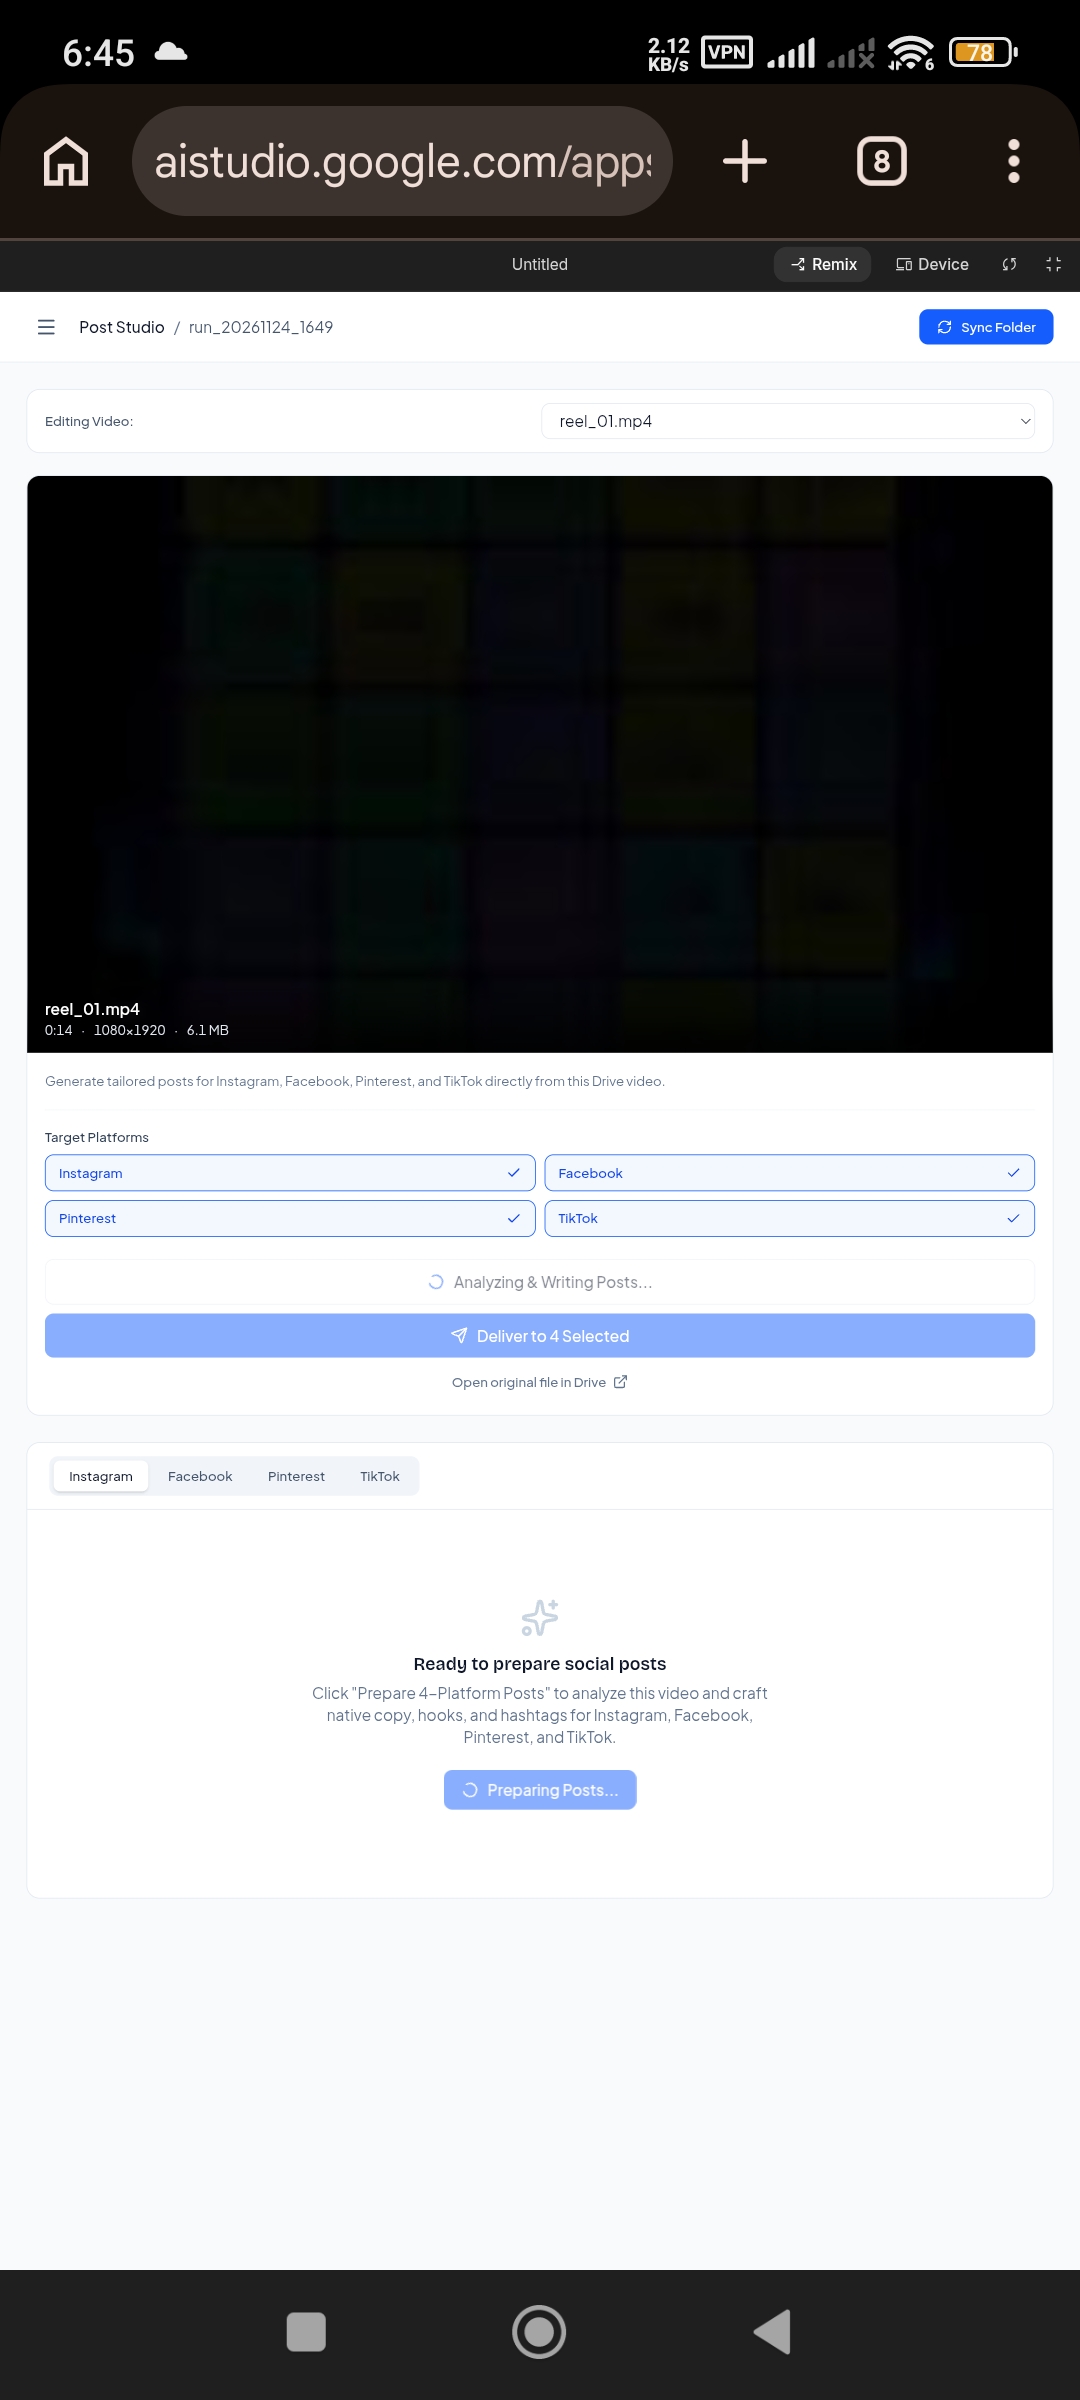 6:45
2.12
KB/s
VPN
6
78
aistudio.google.com/apps
8
Untitled
Remix
Device
Post Studio / run_20261124_1649
Sync Folder
Editing Video:
reel_01.mp4
reel_01.mp4
0:14 · 1080×1920 · 6.1 MB
Generate tailored posts for Instagram, Facebook, Pinterest, and TikTok directly from this Drive video.
Target Platforms
Instagram
Facebook
Pinterest
TikTok
Analyzing & Writing Posts...
Deliver to 4 Selected
Open original file in Drive
Instagram
Facebook
Pinterest
TikTok
Ready to prepare social posts
Click "Prepare 4-Platform Posts" to analyze this video and craft
native copy, hooks, and hashtags for Instagram, Facebook,
Pinterest, and TikTok.
Preparing Posts...